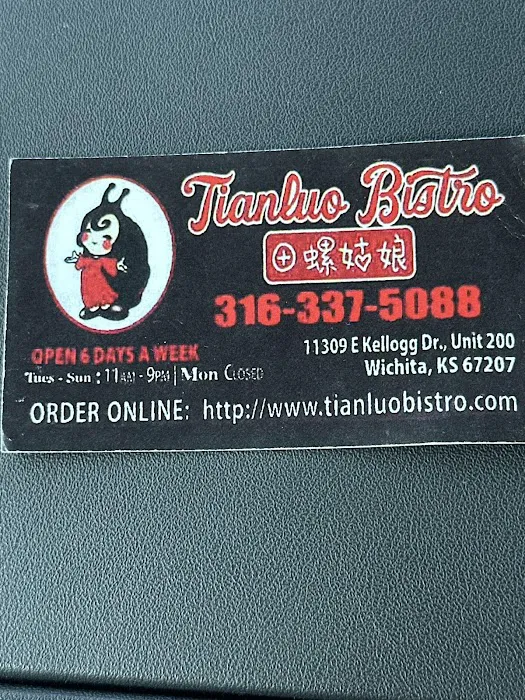 Tianluo Bistro
田螺姑娘
316-337-5088
OPEN 6 DAYS A WEEK
Tues - Sun : 11AM - 9PM | Mon CLOSED
11309 E Kellogg Dr., Unit 200
Wichita, KS 67207
ORDER ONLINE: http://www.tianluobistro.com